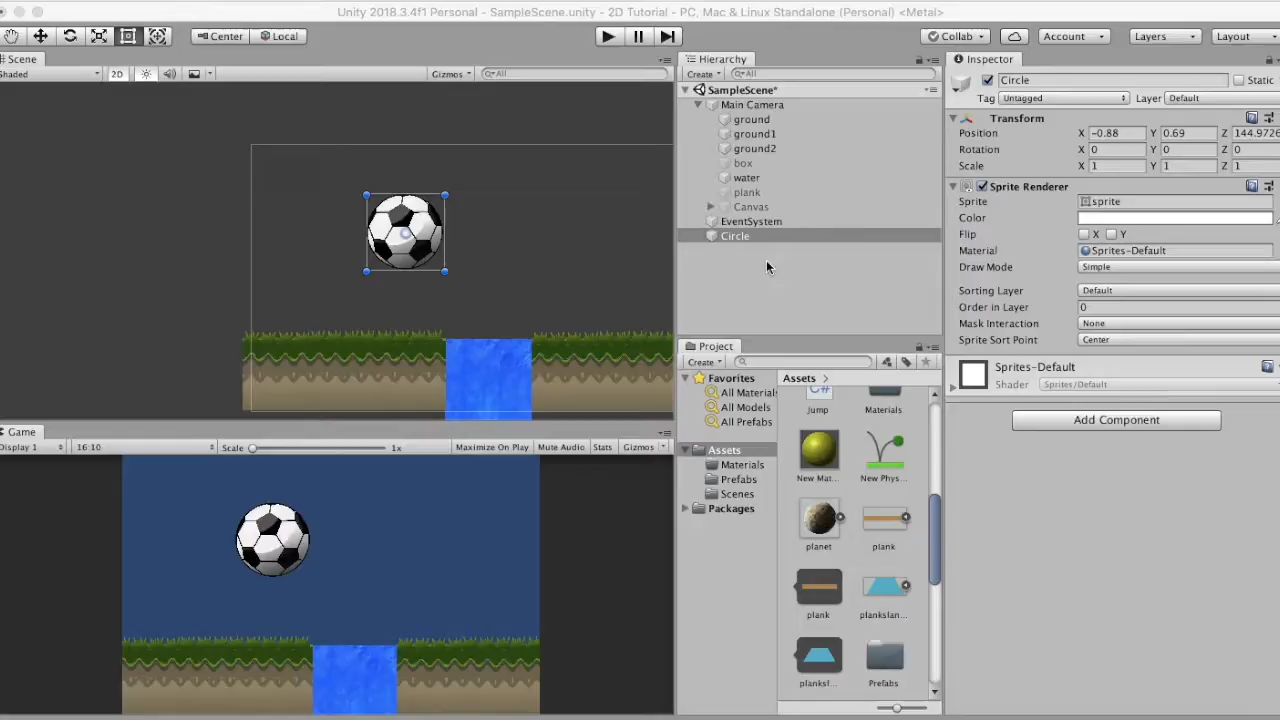 Unity 2018.3.4f1 Personal - SampleScene.unity - 2D Tutorial - PC, Mac & Linux Standalone (Personal) <Metal>
Center Local Collab Account Layers Layout
Scene
Shaded 2D Gizmos All
Hierarchy
Create All
SampleScene*
Main Camera
ground
ground1
ground2
box
water
plank
Canvas
EventSystem
Circle
Inspector
Circle Static
Tag Untagged Layer Default
Transform
Position X -0.88 Y 0.69 Z 144.9726
Rotation X 0 Y 0 Z 0
Scale X 1 Y 1 Z 1
Sprite Renderer
Sprite sprite
Color
Flip X Y
Material Sprites-Default
Draw Mode Simple
Sorting Layer Default
Order in Layer 0
Mask Interaction None
Sprite Sort Point Center
Sprites-Default
Shader Sprites/Default
Add Component
Project
Create
Favorites
All Materials
All Models
All Prefabs
Assets
Materials
Prefabs
Scenes
Packages
Assets
C#
Jump Materials
New Mat... New Phys...
planet plank
plank plankslan...
planksl... Prefabs
Game
Display 1 16:10 Scale 1x Maximize On Play Mute Audio Stats Gizmos